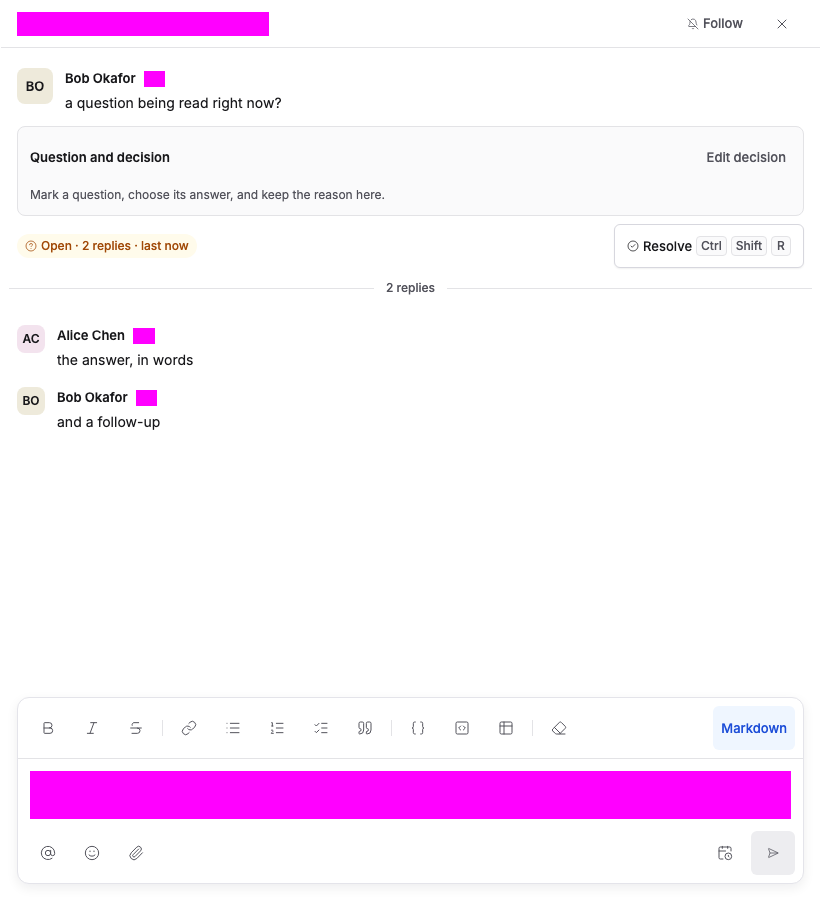 Follow
Bob Okafor
BO
a question being read right now?
Question and decision
Edit decision
Mark a question, choose its answer, and keep the reason here.
Open · 2 replies · last now
Resolve Ctrl Shift R
2 replies
AC
Alice Chen
the answer, in words
BO
Bob Okafor
and a follow-up
Markdown